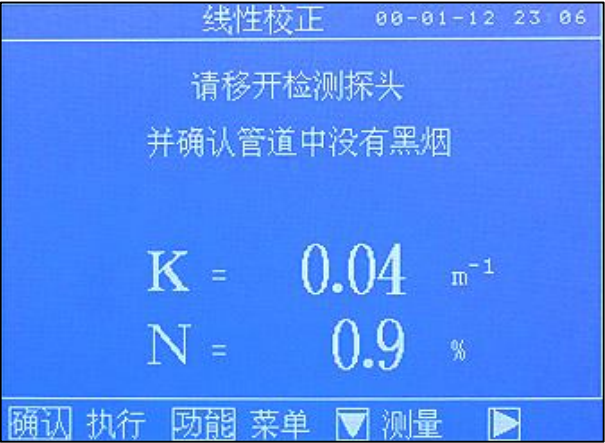 线性校正 00-01-12 23:06
请移开检测探头
并确认管道中没有黑烟
K = 0.04 m⁻¹
N = 0.9 %
确认 执行 功能 菜单 ▼ 测量 ▶